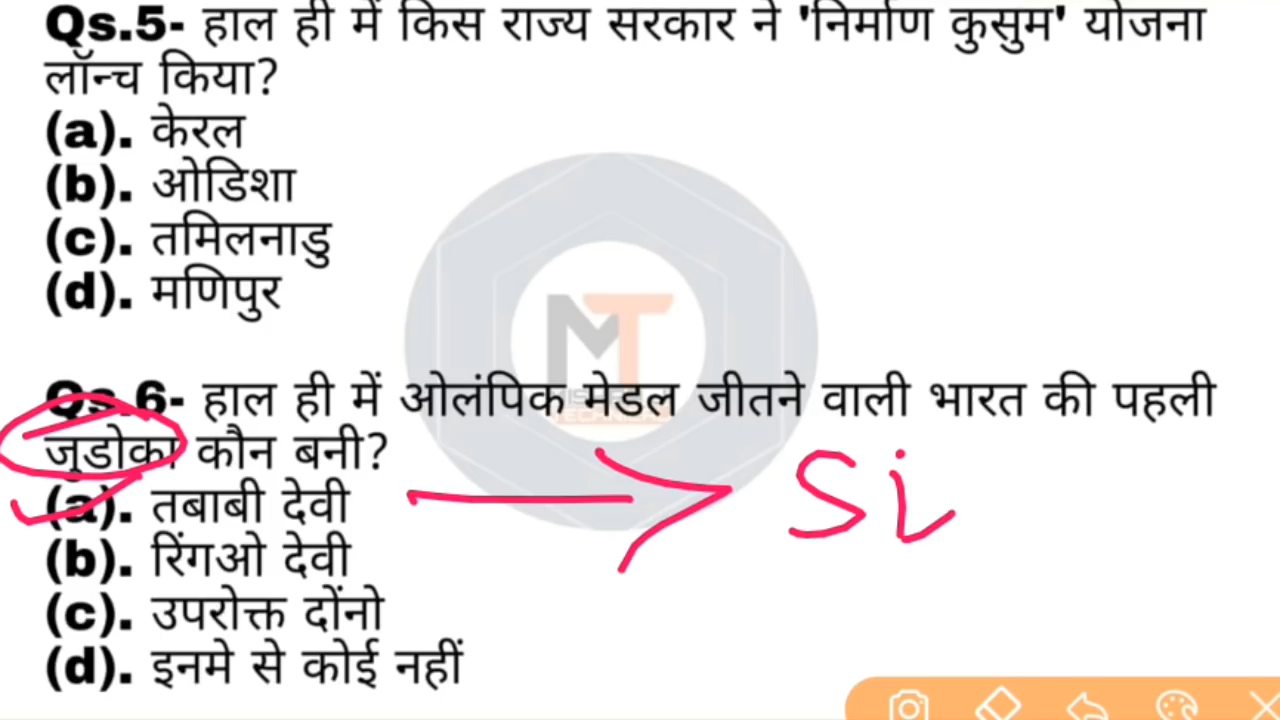 Qs.5- हाल ही में किस राज्य सरकार ने 'निर्माण कुसुम' योजना
लॉन्च किया?
(a). केरल
(b). ओडिशा
(c). तमिलनाडु
(d). मणिपुर
MT
Qs.6- हाल ही में ओलंपिक मेडल जीतने वाली भारत की पहली
जूडोका कौन बनी?
(a). तबाबी देवी
Si
(b). रिंगओ देवी
(c). उपरोक्त दोंनो
(d). इनमे से कोई नहीं